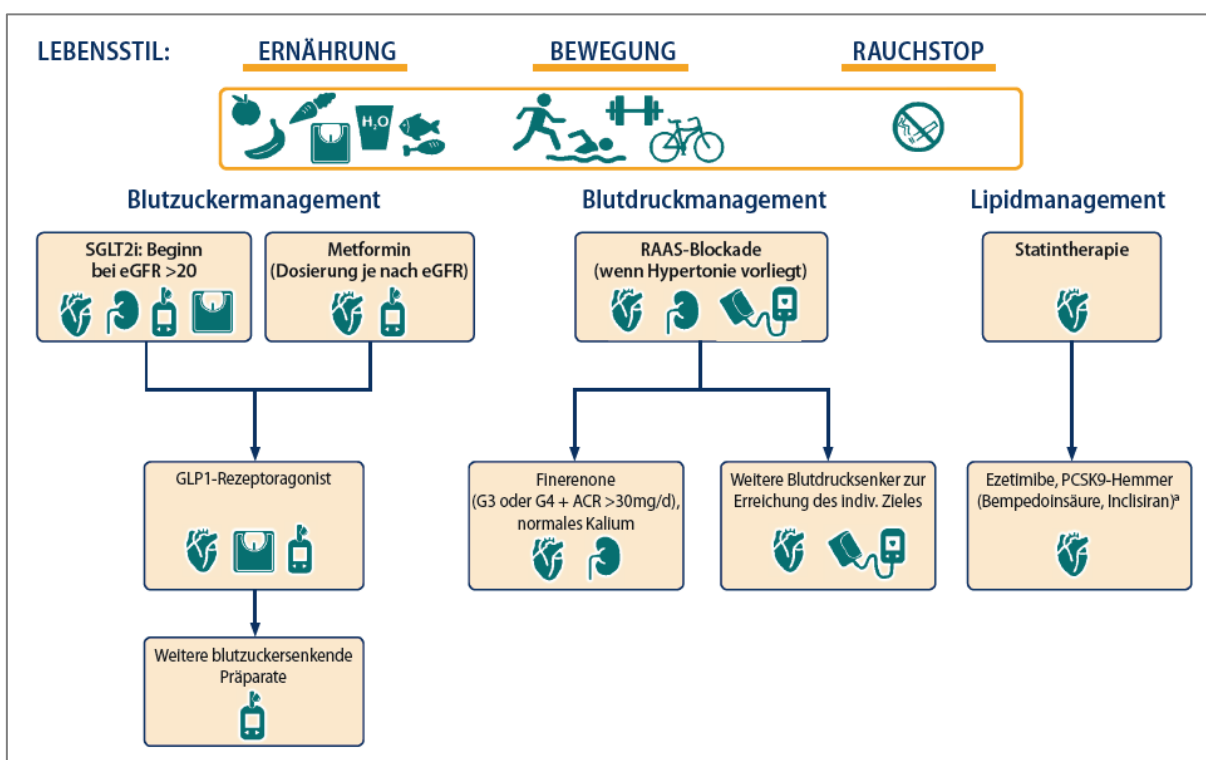 LEBENSSTIL: ERNÄHRUNG BEWEGUNG RAUCHSTOP
H₂O
Blutzuckermanagement
Blutdruckmanagement
Lipidmanagement
SGLT2i: Beginn
bei eGFR >20
Metformin
(Dosierung je nach eGFR)
RAAS-Blockade
(wenn Hypertonie vorliegt)
Statintherapie
GLP1-Rezeptoragonist
Finerenone
(G3 oder G4 + ACR >30mg/d),
normales Kalium
Weitere Blutdrucksenker zur
Erreichung des indiv. Zieles
Ezetimibe, PCSK9-Hemmer
(Bempedoinsäure, Inclisiran)ᵃ
Weitere blutzuckersenkende
Präparate